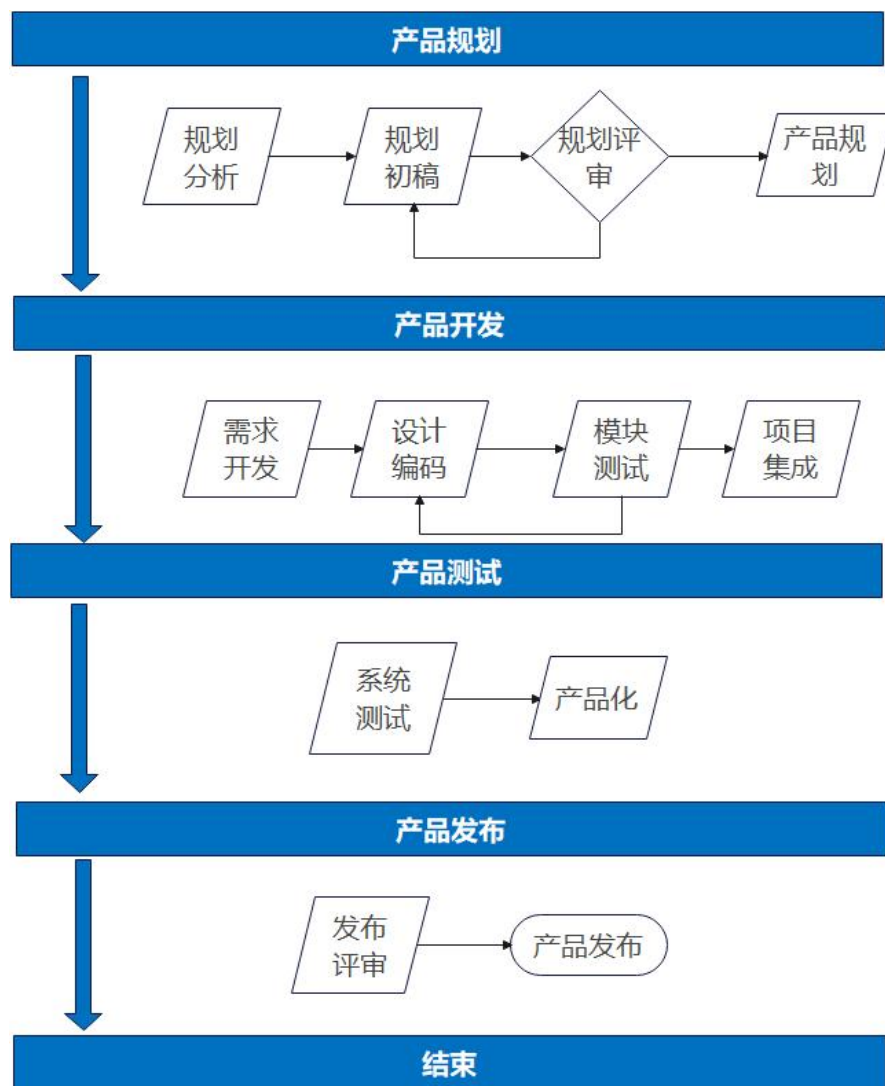 产品规划
规划
分析
规划
初稿
规划评
审
产品规
划
产品开发
需求
开发
设计
编码
模块
测试
项目
集成
产品测试
系统
测试
产品化
产品发布
发布
评审
产品发布
结束